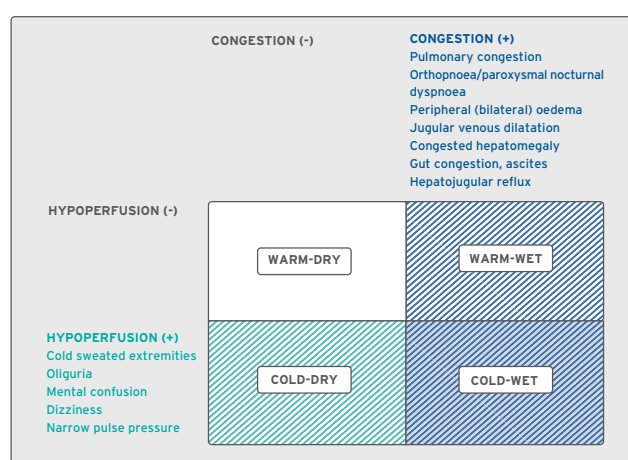 CONGESTION (-)
CONGESTION (+)
Pulmonary congestion
Orthopnoea/paroxysmal nocturnal
dyspnoea
Peripheral (bilateral) oedema
Jugular venous dilatation
Congested hepatomegaly
Gut congestion, ascites
Hepatojugular reflux
HYPOPERFUSION (-)
WARM-DRY
WARM-WET
HYPOPERFUSION (+)
Cold sweated extremities
Oliguria
Mental confusion
Dizziness
Narrow pulse pressure
COLD-DRY
COLD-WET